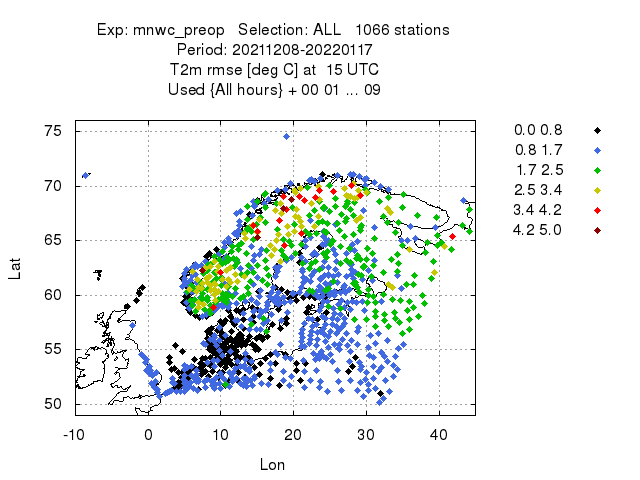 Exp: mnwc_preop   Selection: ALL   1066 stations
Period: 20211208-20220117
T2m rmse [deg C] at  15 UTC
Used {All hours} + 00 01 ... 09
75
70
65
60
55
50
Lat
-10 0 10 20 30 40
Lon
0.0 0.8
0.8 1.7
1.7 2.5
2.5 3.4
3.4 4.2
4.2 5.0